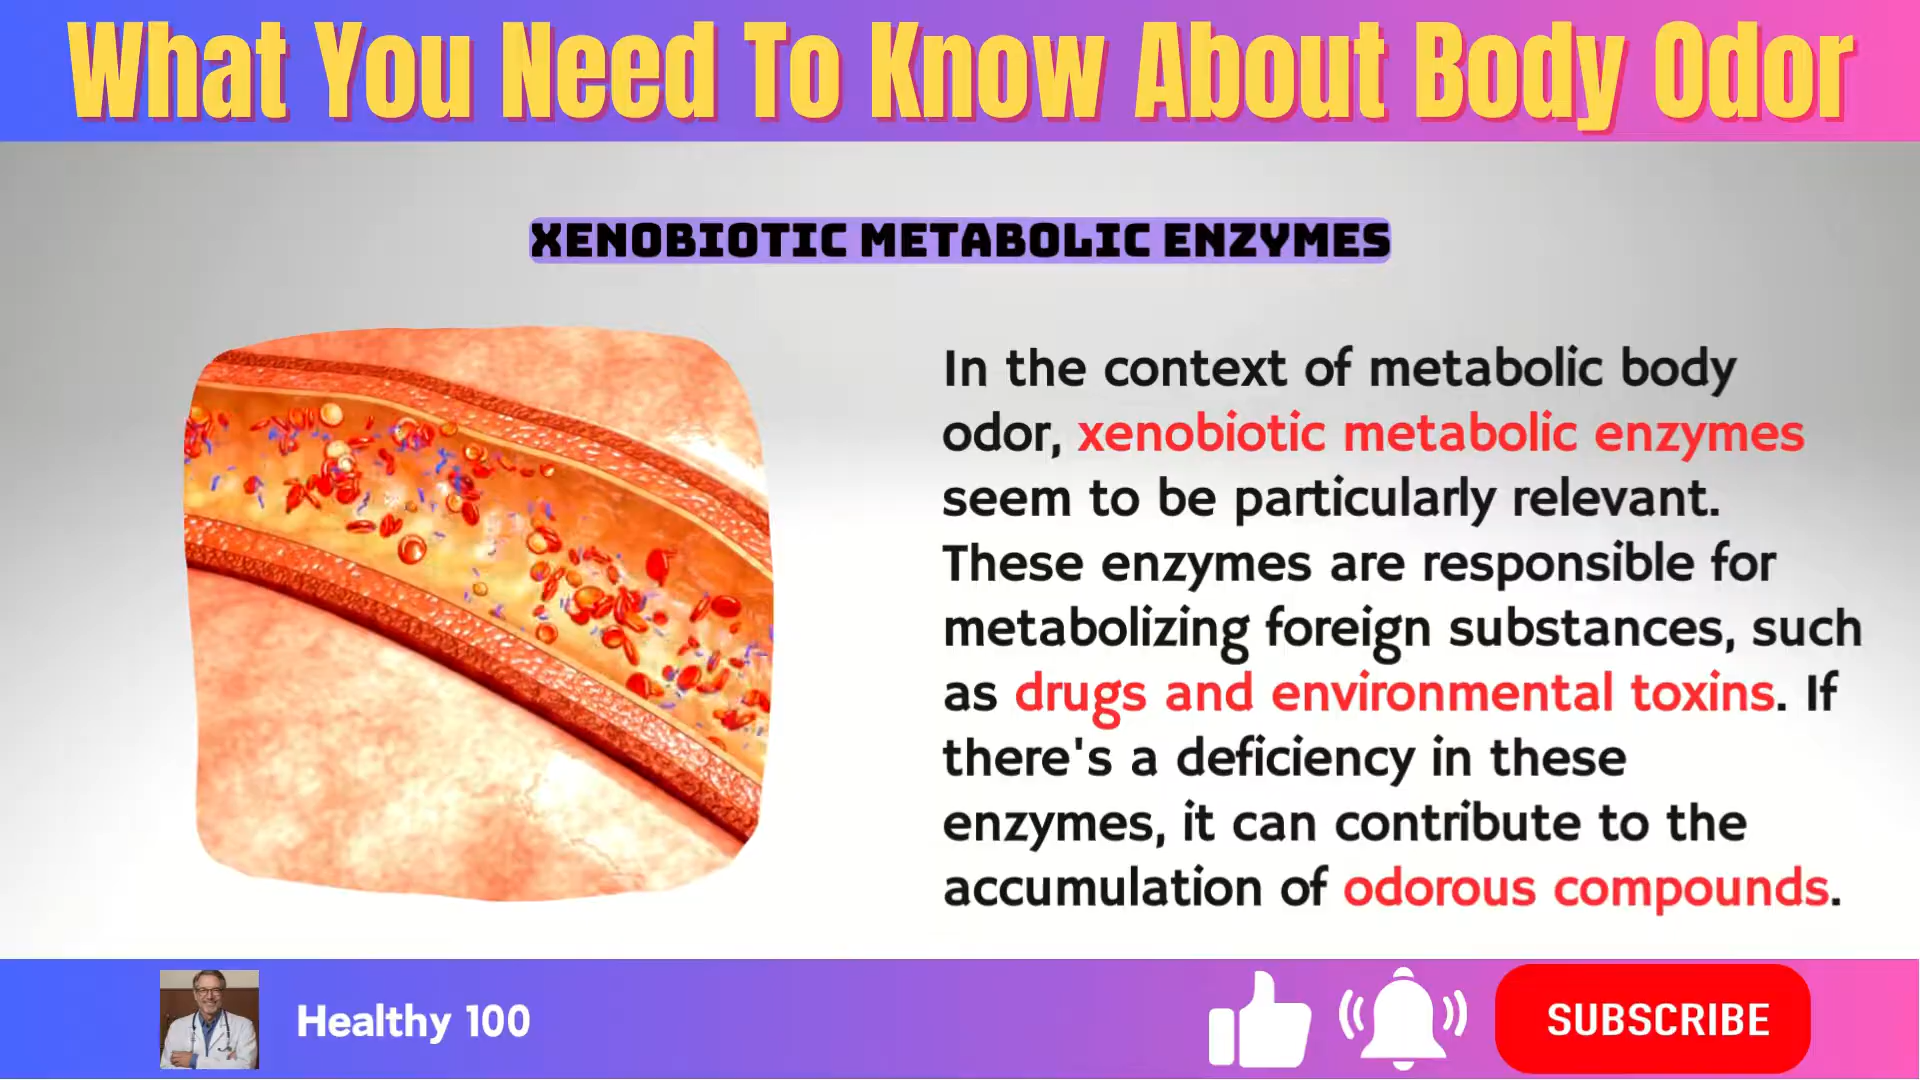 What You Need To Know About Body Odor
XENOBIOTIC METABOLIC ENZYMES
In the context of metabolic body
odor, xenobiotic metabolic enzymes
seem to be particularly relevant.
These enzymes are responsible for
metabolizing foreign substances, such
as drugs and environmental toxins. If
there's a deficiency in these
enzymes, it can contribute to the
accumulation of odorous compounds.
Healthy 100
SUBSCRIBE